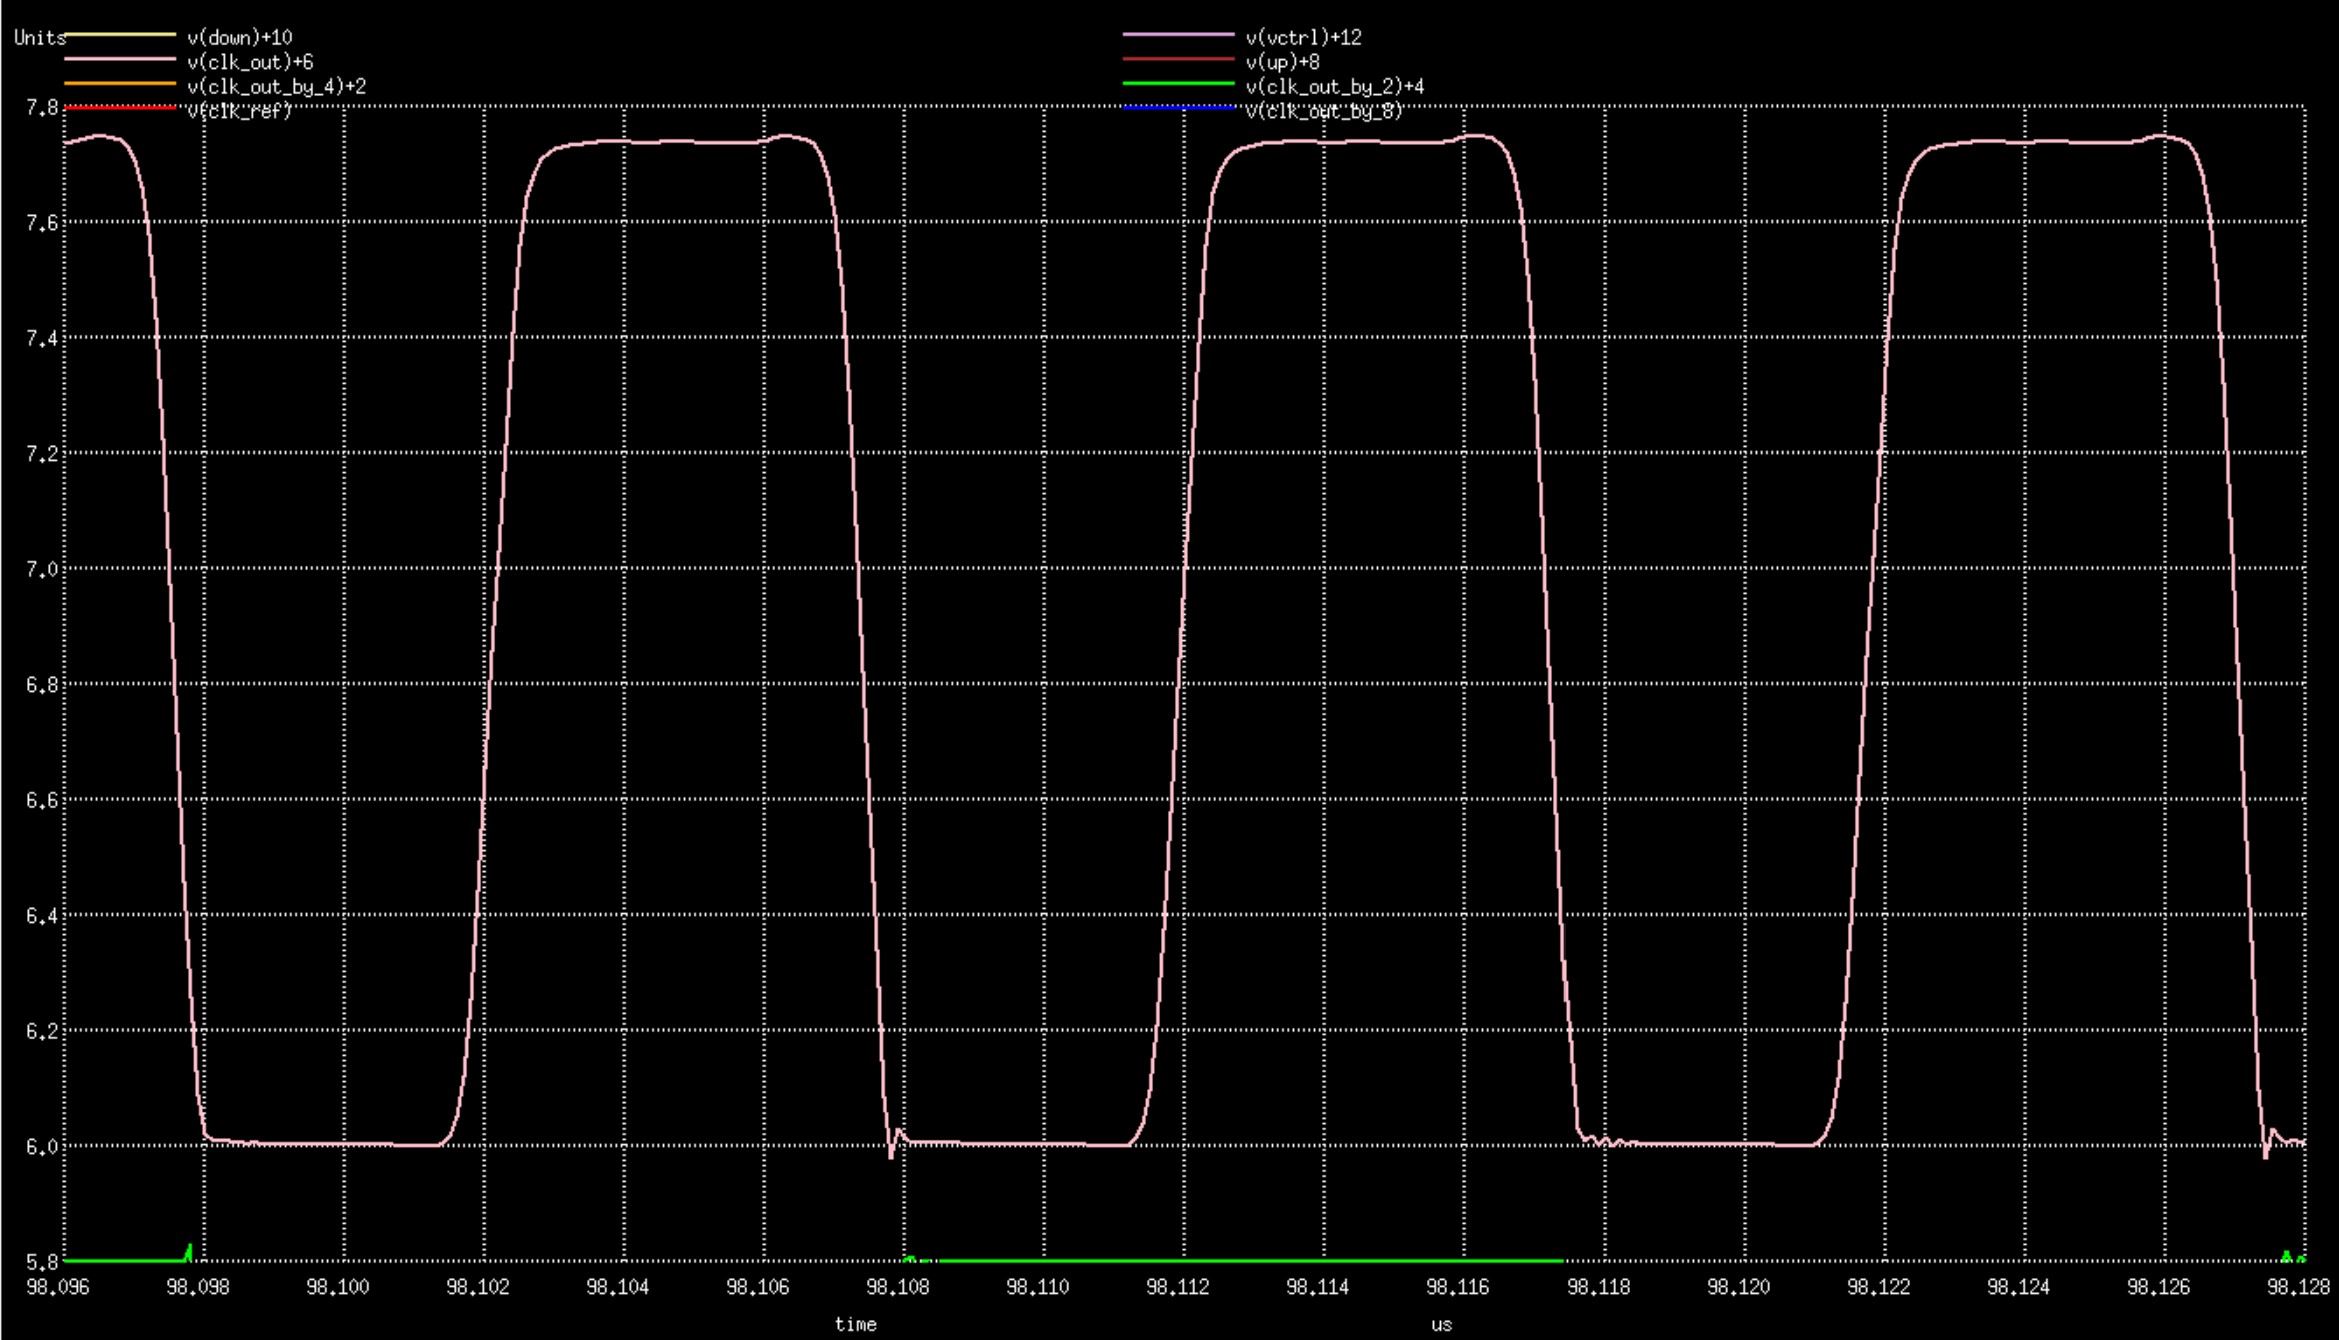 Units
v(down)+10
v(vctrl)+12
v(clk_out)+6
v(up)+8
v(clk_out_by_4)+2
v(clk_out_by_2)+4
v(clk_ref)
v(clk_out_by_8)
7.8
7.6
7.4
7.2
7.0
6.8
6.6
6.4
6.2
6.0
5.8
98.096 98.098 98.100 98.102 98.104 98.106 98.108 98.110 98.112 98.114 98.116 98.118 98.120 98.122 98.124 98.126 98.128
time us